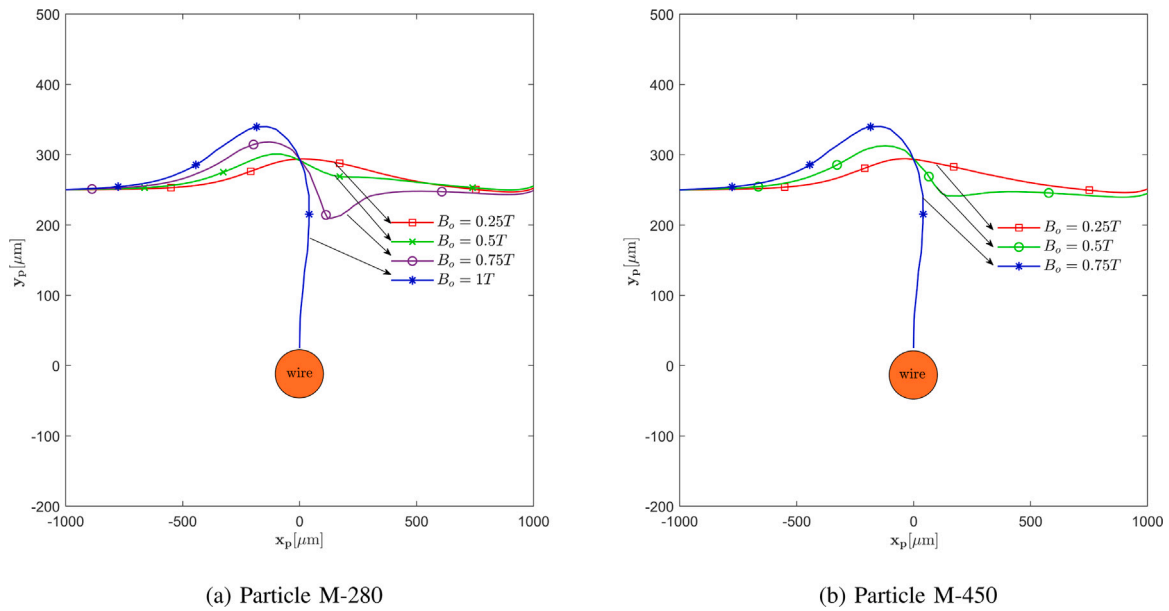 500
400
300
200
100
0
-100
-200
-1000
-500
0
500
1000
y_p[μm]
x_p[μm]
B_o = 0.25T
B_o = 0.5T
B_o = 0.75T
B_o = 1T
wire
(a) Particle M-280
500
400
300
200
100
0
-100
-200
-1000
-500
0
500
1000
y_p[μm]
x_p[μm]
B_o = 0.25T
B_o = 0.5T
B_o = 0.75T
wire
(b) Particle M-450